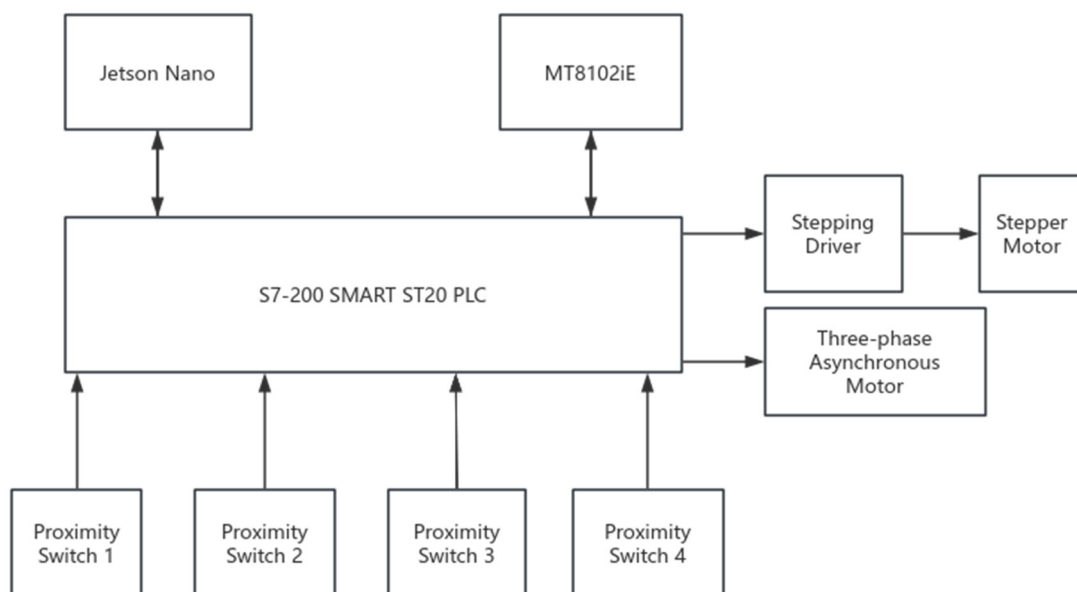 Jetson Nano
MT8102iE
Stepping
Driver
Stepper
Motor
S7-200 SMART ST20 PLC
Three-phase
Asynchronous
Motor
Proximity
Switch 1
Proximity
Switch 2
Proximity
Switch 3
Proximity
Switch 4